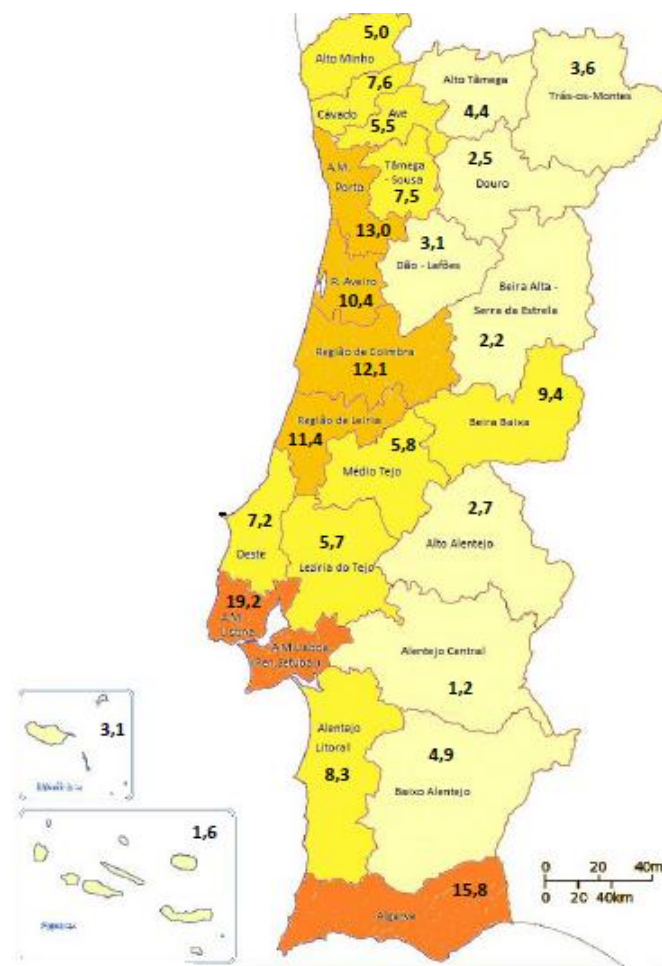 5,0
Alto Minho
7,6
Cávado
Ave
5,5
Alto Tâmega
4,4
3,6
Trás-os-Montes
A.M.
Porto
13,0
Tâmega
- Sousa
7,5
2,5
Douro
3,1
Dão - Lafões
R. Aveiro
10,4
Beira Alta -
Serra da Estrela
2,2
Região de Coimbra
12,1
9,4
Beira Baixa
Região de Leiria
11,4
5,8
Médio Tejo
7,2
Oeste
5,7
Lezíria do Tejo
2,7
Alto Alentejo
19,2
A.M.
Lisboa
A.M Lisboa
(Pen. Setúbal)
Alentejo Central
1,2
Alentejo
Litoral
8,3
4,9
Baixo Alentejo
3,1
Madeira
1,6
Açores
15,8
Algarve
0 20 40m
0 20 40km